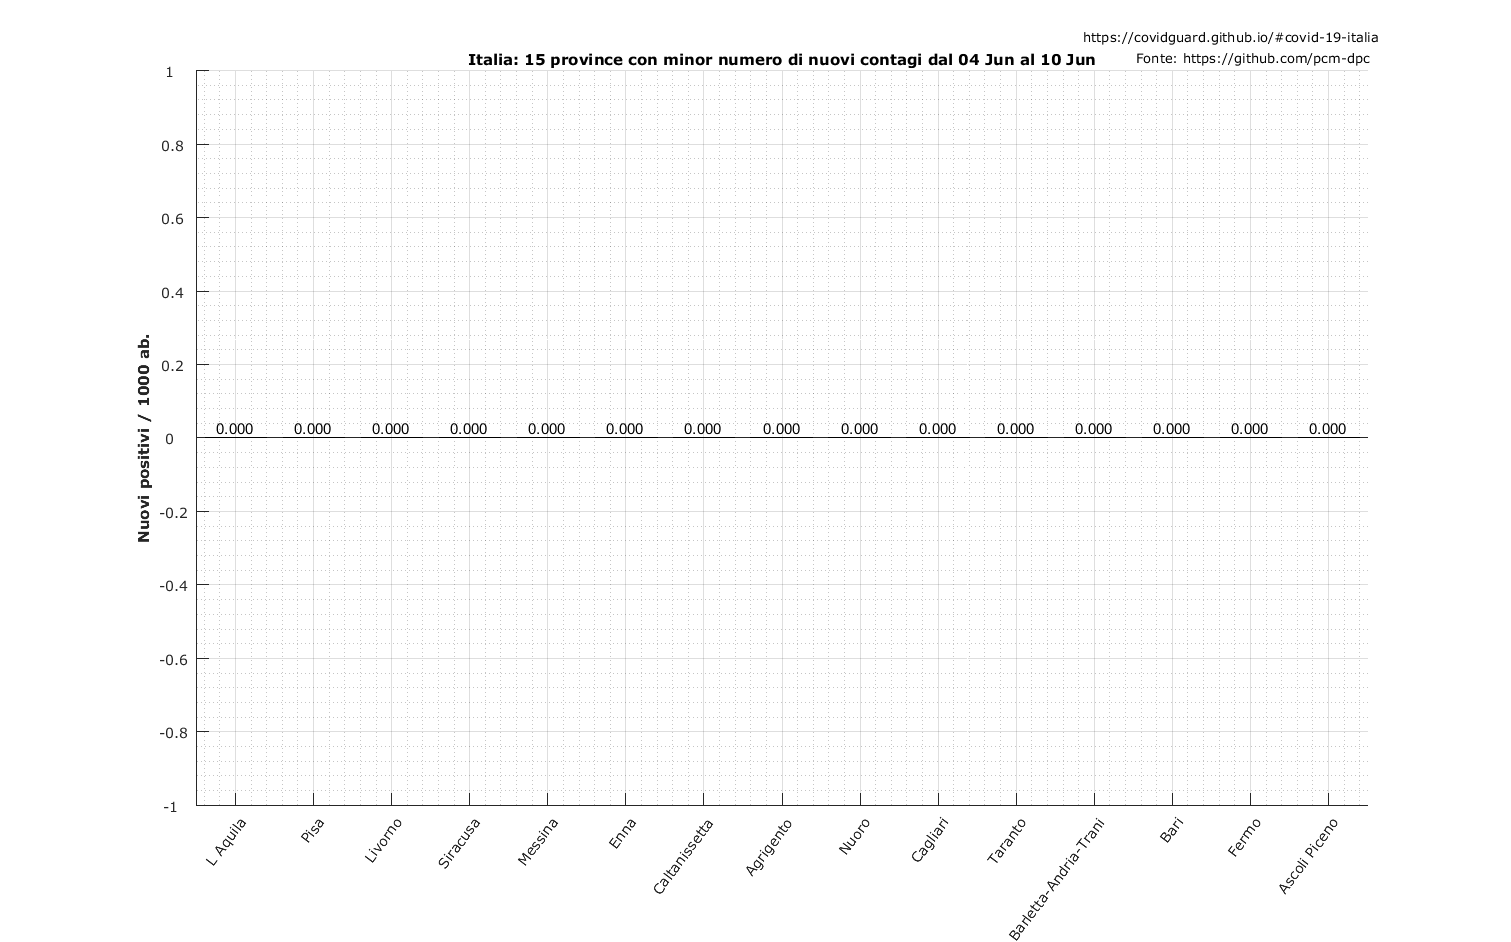 https://covidguard.github.io/#covid-19-italia
Italia: 15 province con minor numero di nuovi contagi dal 04 Jun al 10 Jun
Fonte: https://github.com/pcm-dpc
Nuovi positivi / 1000 ab.
1
0.8
0.6
0.4
0.2
0
-0.2
-0.4
-0.6
-0.8
-1
0.000 0.000 0.000 0.000 0.000 0.000 0.000 0.000 0.000 0.000 0.000 0.000 0.000 0.000 0.000
L Aquila
Pisa
Livorno
Siracusa
Messina
Enna
Caltanissetta
Agrigento
Nuoro
Cagliari
Taranto
Barletta-Andria-Trani
Bari
Fermo
Ascoli Piceno